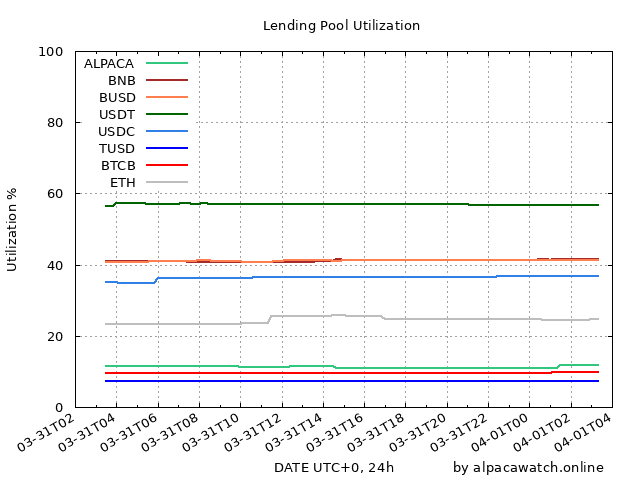 Lending Pool Utilization
Utilization %
100
80
60
40
20
0
ALPACA
BNB
BUSD
USDT
USDC
TUSD
BTCB
ETH
03-31T02
03-31T04
03-31T06
03-31T08
03-31T10
03-31T12
03-31T14
03-31T16
03-31T18
03-31T20
03-31T22
04-01T00
04-01T02
04-01T04
DATE UTC+0, 24h
by alpacawatch.online